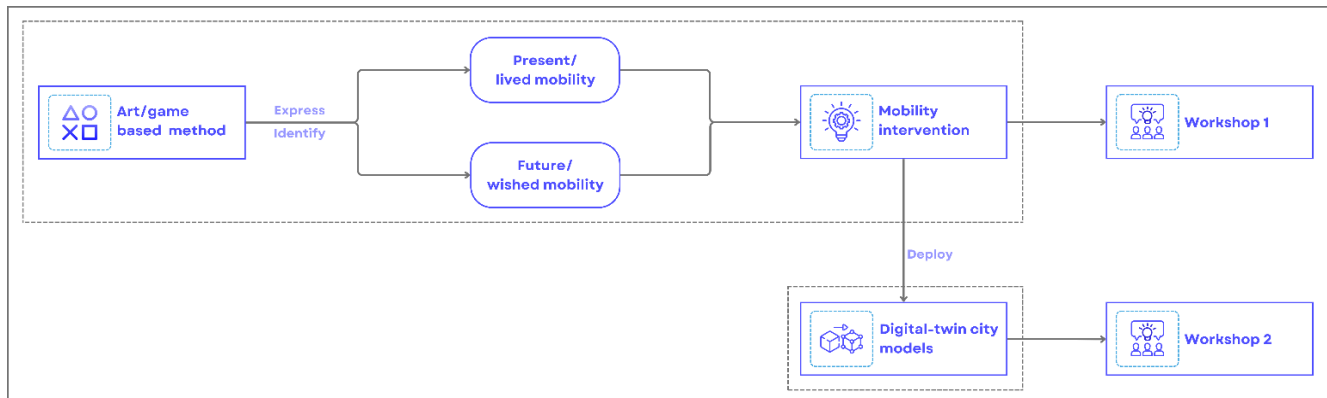 Art/game
based method
Express
Identify
Present/
lived mobility
Future/
wished mobility
Mobility
intervention
Workshop 1
Deploy
Digital-twin city
models
Workshop 2